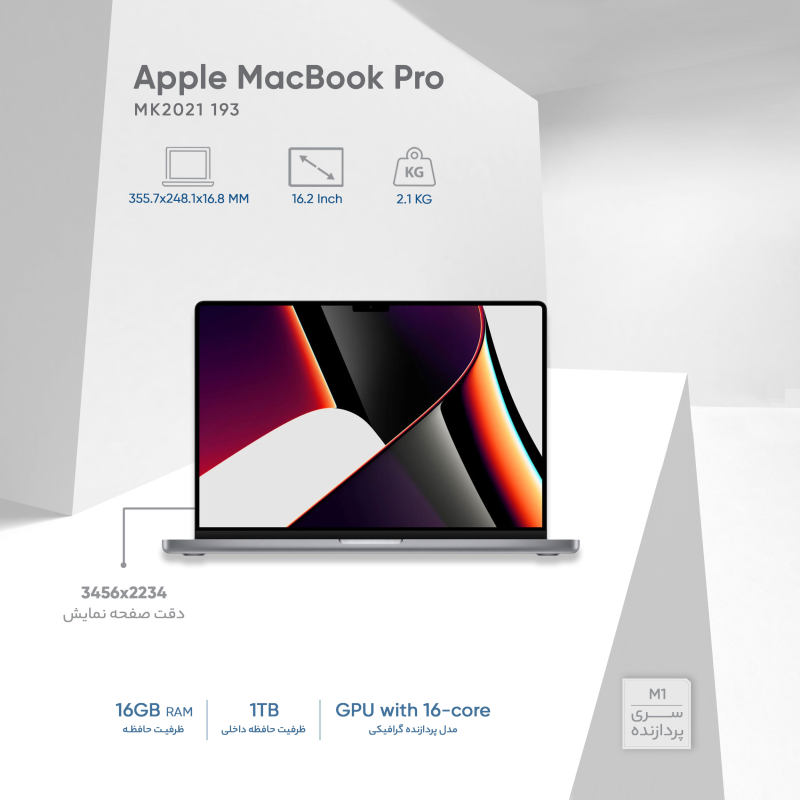 Apple MacBook Pro
MK2021 193
KG
355.7x248.1x16.8 MM
16.2 Inch
2.1 KG
3456x2234
دقت صفحه نمایش
16GB RAM
ظرفیت حافظه
1TB
ظرفیت حافظه داخلی
GPU with 16-core
مدل پردازنده گرافیکی
M1
ســـری
پردازنده